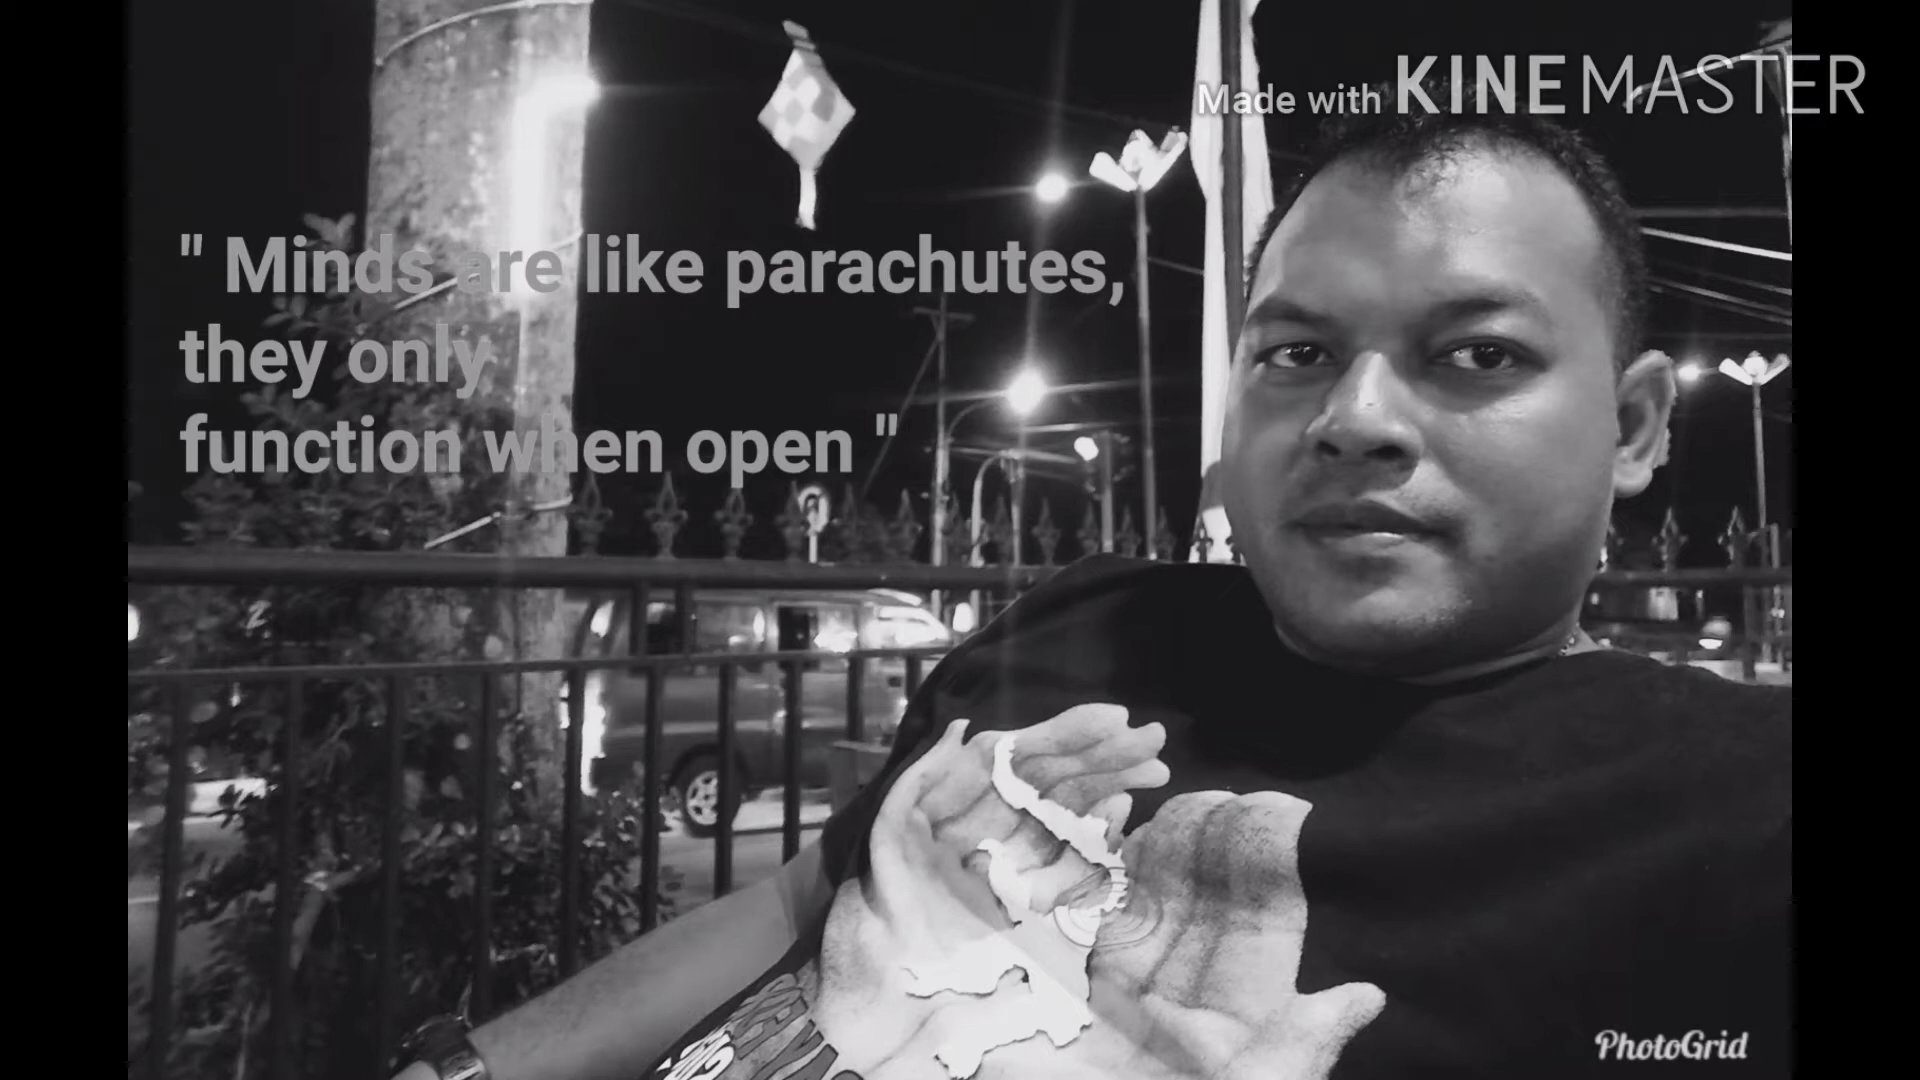 Made with KINEMASTER
" Minds are like parachutes,
they only
function when open "
PhotoGrid